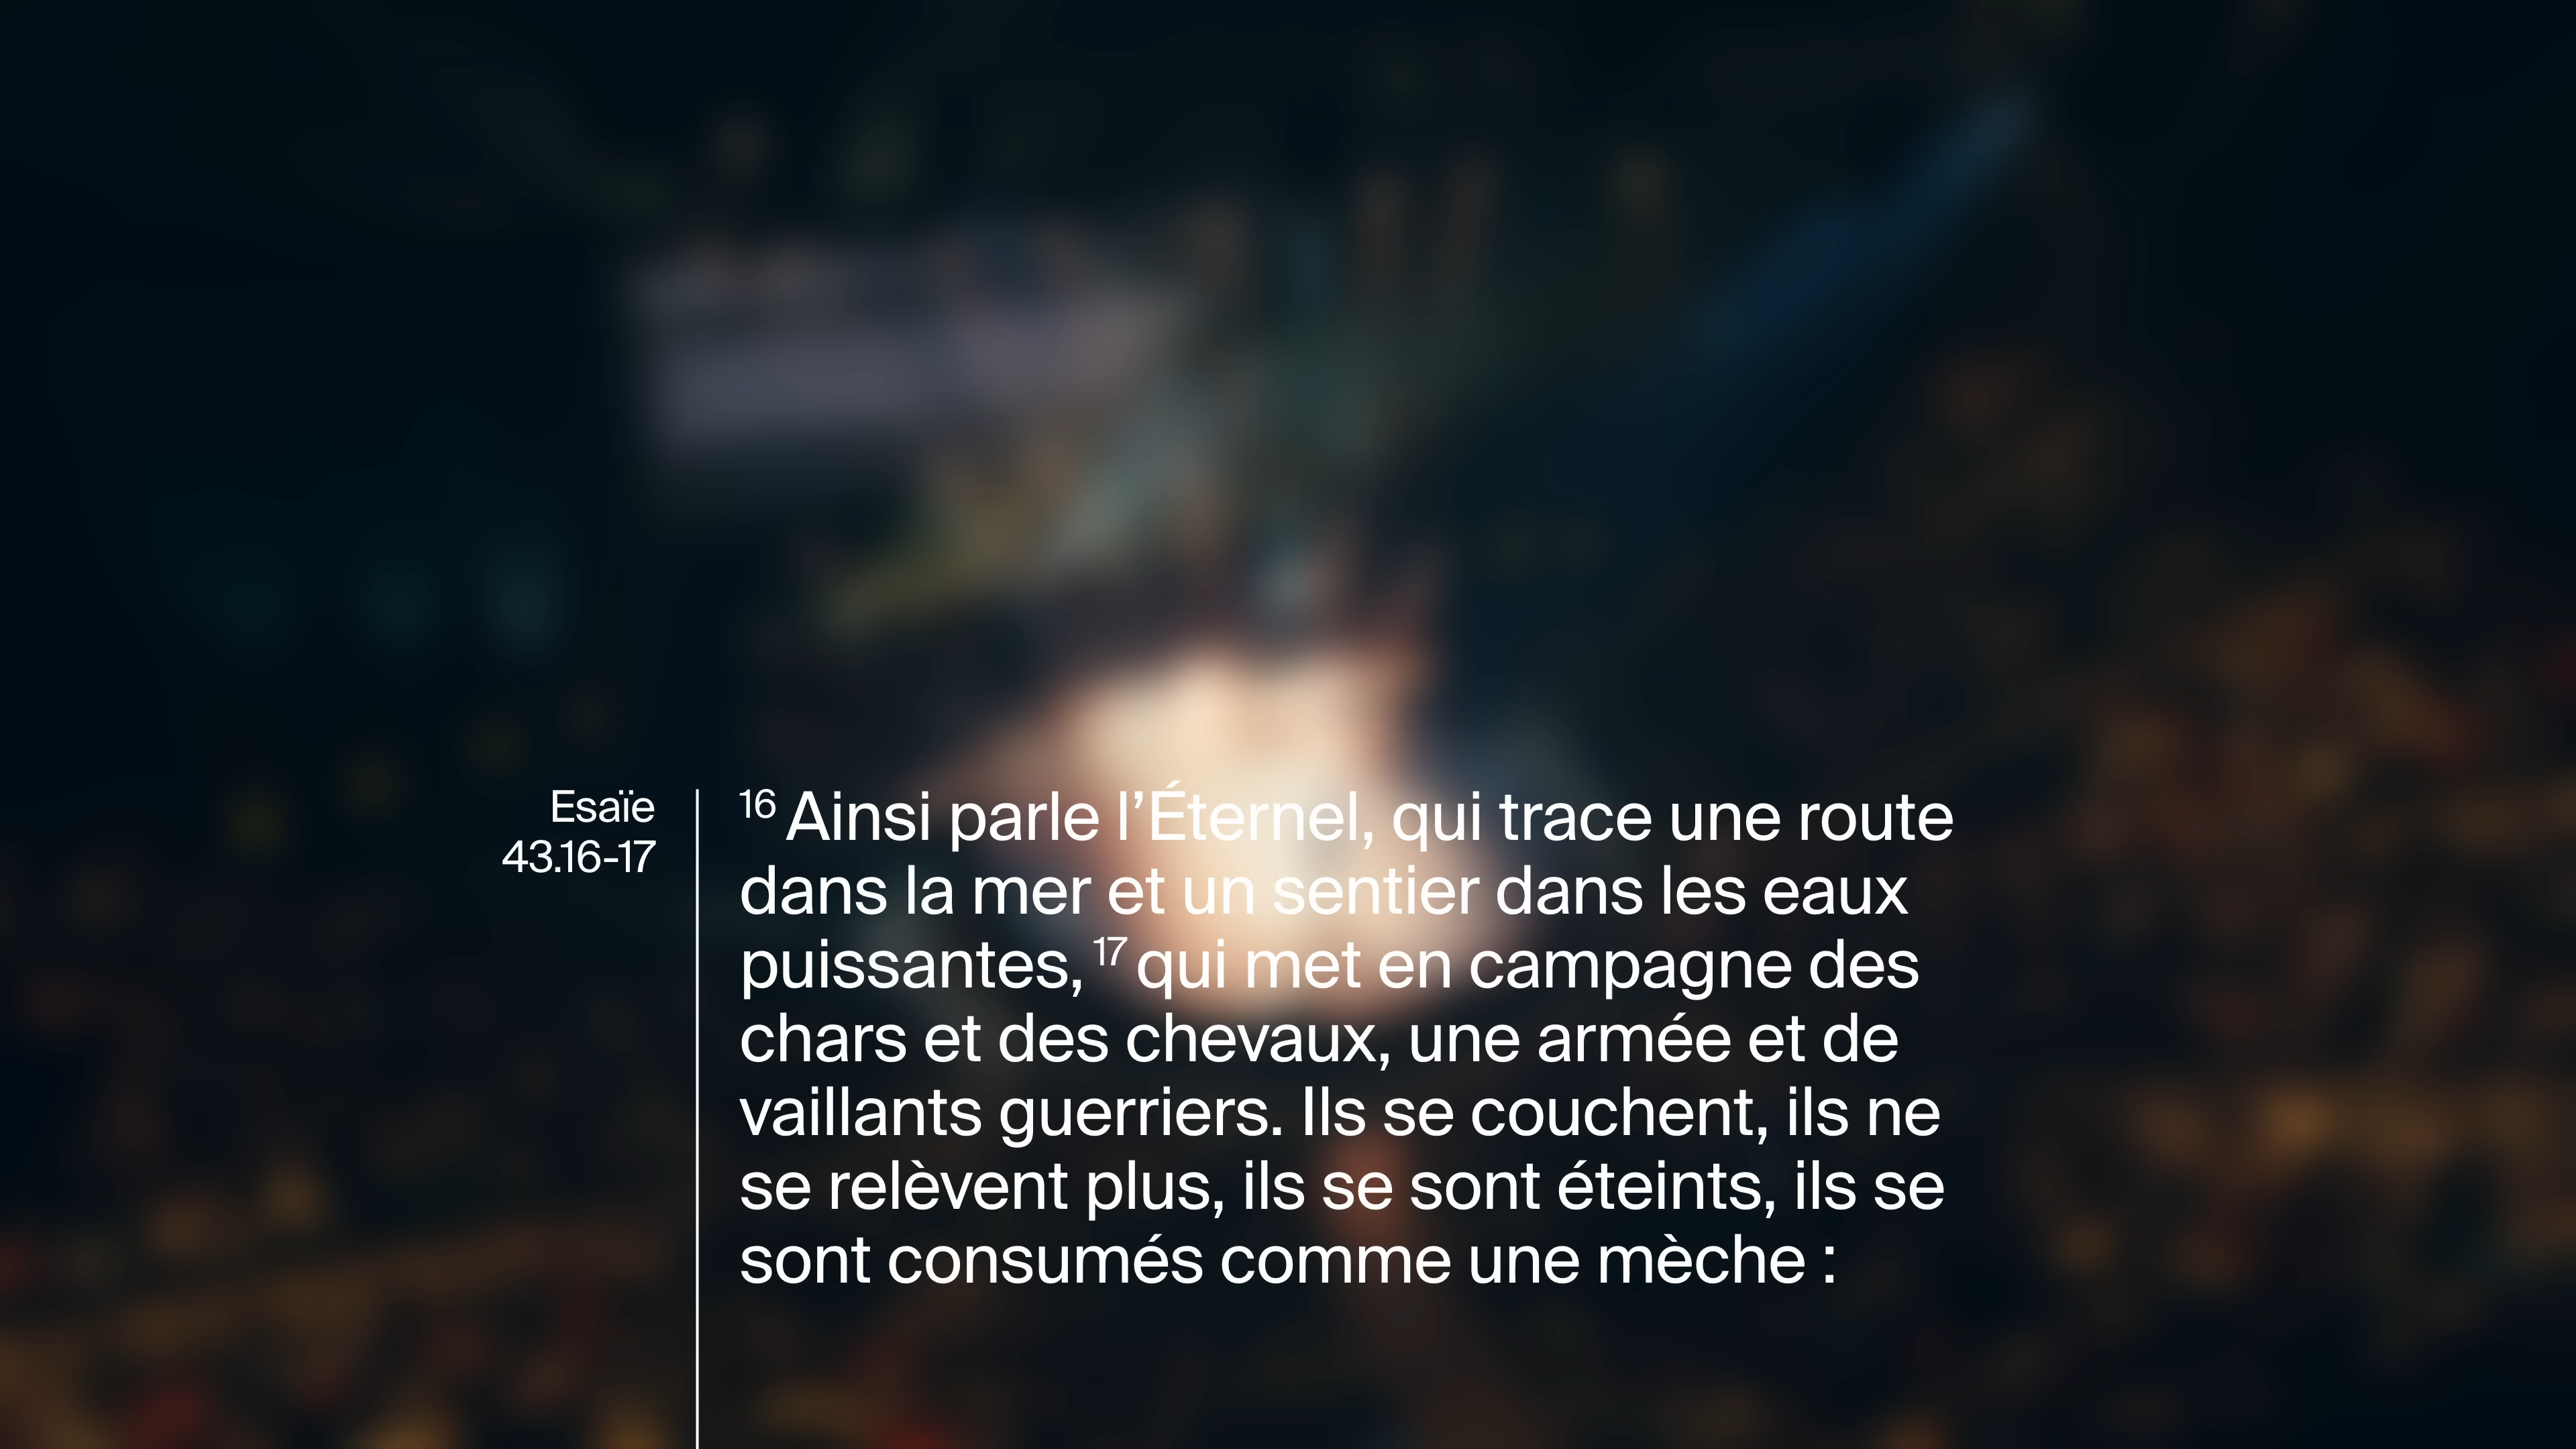 Esaïe
43.16-17
16 Ainsi parle l’Éternel, qui trace une route
dans la mer et un sentier dans les eaux
puissantes, 17 qui met en campagne des
chars et des chevaux, une armée et de
vaillants guerriers. Ils se couchent, ils ne
se relèvent plus, ils se sont éteints, ils se
sont consumés comme une mèche :